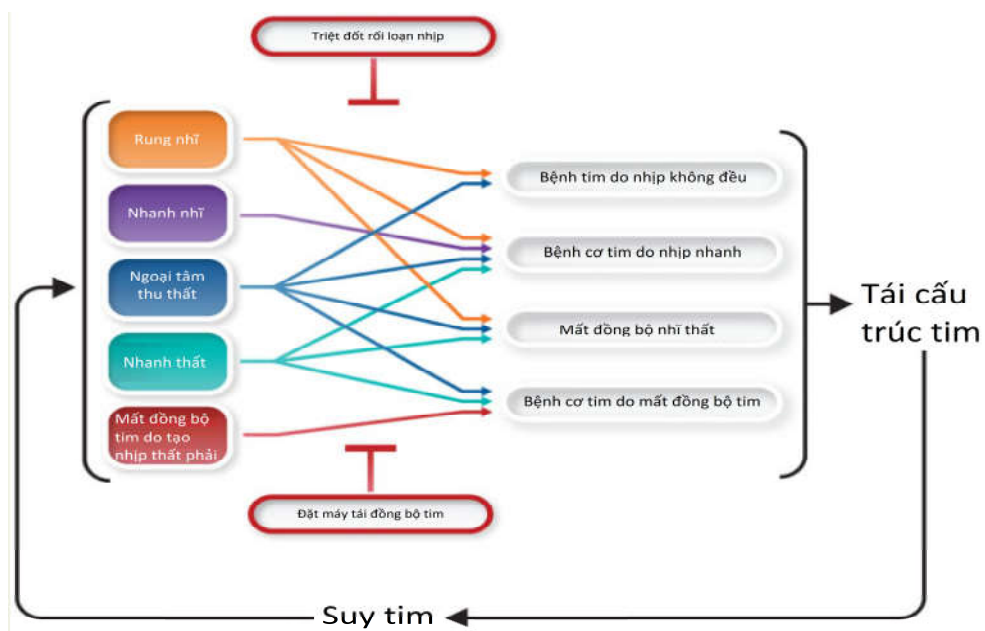 Triệt đốt rối loạn nhịp
Rung nhĩ
Nhanh nhĩ
Ngoại tâm
thu thất
Nhanh thất
Mất đồng bộ
tim do tạo
nhịp thất phải
Bệnh tim do nhịp không đều
Bệnh cơ tim do nhịp nhanh
Mất đồng bộ nhĩ thất
Bệnh cơ tim do mất đồng bộ tim
Tái cấu
trúc tim
Đặt máy tái đồng bộ tim
Suy tim